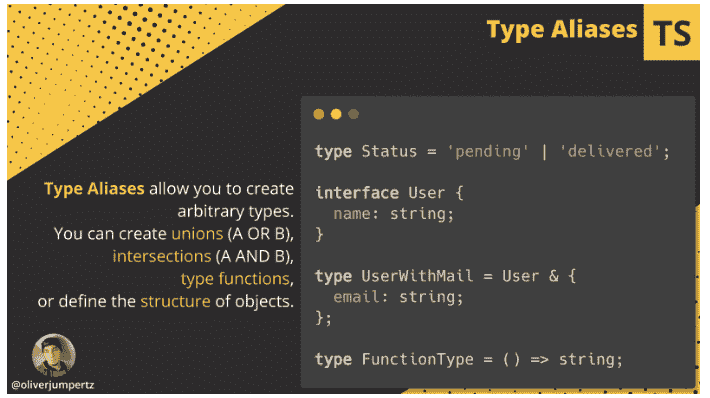 Type Aliases
TS
Type Aliases allow you to create
arbitrary types.
You can create unions (A OR B),
intersections (A AND B),
type functions,
or define the structure of objects.
type Status = 'pending' | 'delivered';
interface User {
  name: string;
}
type UserWithMail = User & {
  email: string;
};
type FunctionType = () => string;
@oliverjumpertz